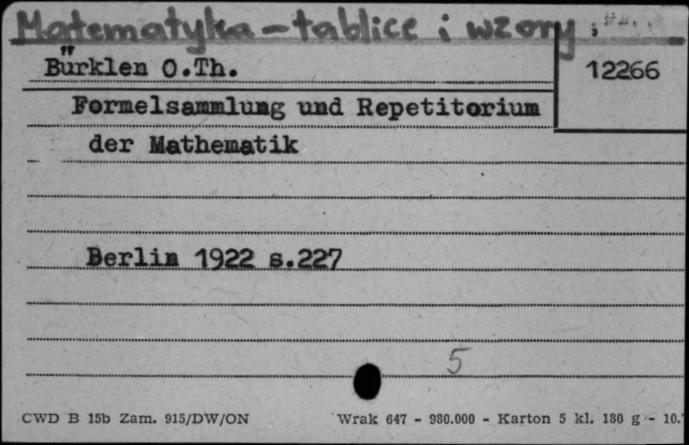 Matematyka - tablice i wzory
Bürklen O.Th.
12266
Formelsammlung und Repetitorium
der Mathematik
Berlin 1922 s.227
5
CWD B 15b Zam. 915/DW/ON
Wrak 647 - 980.000 - Karton 5 kl. 180 g - 10.